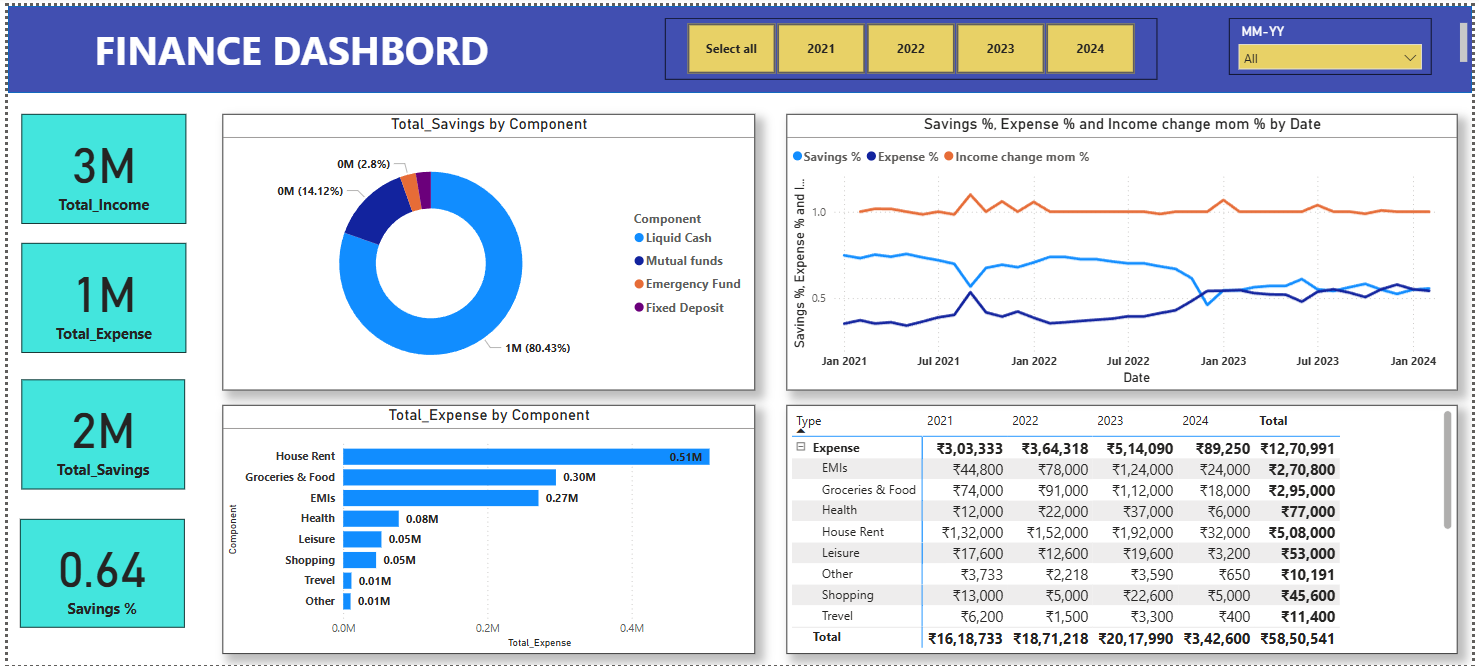 FINANCE DASHBORD
Select all 2021 2022 2023 2024
MM-YY
All
3M
Total_Income
1M
Total_Expense
2M
Total_Savings
0.64
Savings %
Total_Savings by Component
0M (2.8%)
0M (14.12%)
1M (80.43%)
Component
Liquid Cash
Mutual funds
Emergency Fund
Fixed Deposit
Savings %, Expense % and Income change mom % by Date
Savings % Expense % Income change mom %
Savings %, Expense % and I...
1.0
0.5
Jan 2021 Jul 2021 Jan 2022 Jul 2022 Jan 2023 Jul 2023 Jan 2024
Date
Total_Expense by Component
Component
House Rent 0.51M
Groceries & Food 0.30M
EMIs 0.27M
Health 0.08M
Leisure 0.05M
Shopping 0.05M
Trevel 0.01M
Other 0.01M
0.0M 0.2M 0.4M
Total_Expense
Type 2021 2022 2023 2024 Total
Expense ₹3,03,333 ₹3,64,318 ₹5,14,090 ₹89,250 ₹12,70,991
EMIs ₹44,800 ₹78,000 ₹1,24,000 ₹24,000 ₹2,70,800
Groceries & Food ₹74,000 ₹91,000 ₹1,12,000 ₹18,000 ₹2,95,000
Health ₹12,000 ₹22,000 ₹37,000 ₹6,000 ₹77,000
House Rent ₹1,32,000 ₹1,52,000 ₹1,92,000 ₹32,000 ₹5,08,000
Leisure ₹17,600 ₹12,600 ₹19,600 ₹3,200 ₹53,000
Other ₹3,733 ₹2,218 ₹3,590 ₹650 ₹10,191
Shopping ₹13,000 ₹5,000 ₹22,600 ₹5,000 ₹45,600
Trevel ₹6,200 ₹1,500 ₹3,300 ₹400 ₹11,400
Total ₹16,18,733 ₹18,71,218 ₹20,17,990 ₹3,42,600 ₹58,50,541